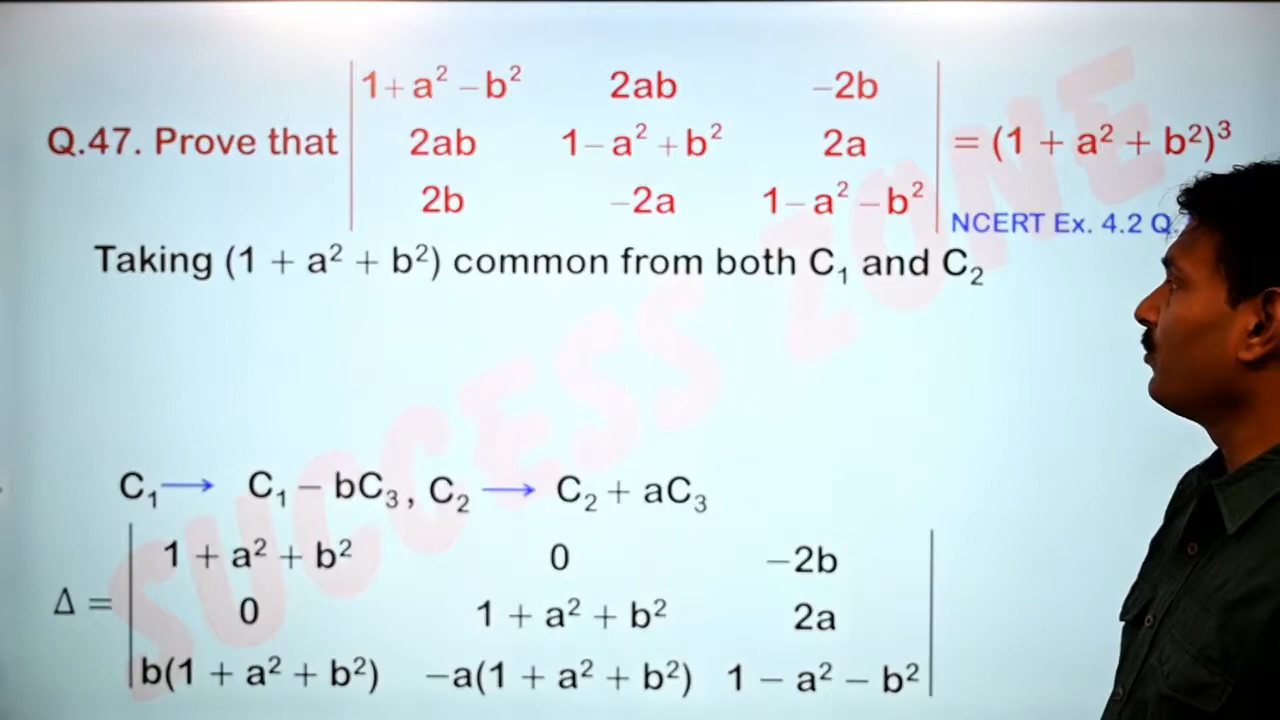 1+ a² – b² 2ab –2b
Q.47. Prove that 2ab 1– a² + b² 2a = (1 + a² + b²)³
2b –2a 1– a² – b²
NCERT Ex. 4.2 Q.
Taking (1 + a² + b²) common from both C₁ and C₂
C₁ → C₁ – bC₃ , C₂ → C₂ + aC₃
1 + a² + b² 0 –2b
Δ = 0 1 + a² + b² 2a
b(1 + a² + b²) –a(1 + a² + b²) 1 – a² – b²
SUCCESS ZONE